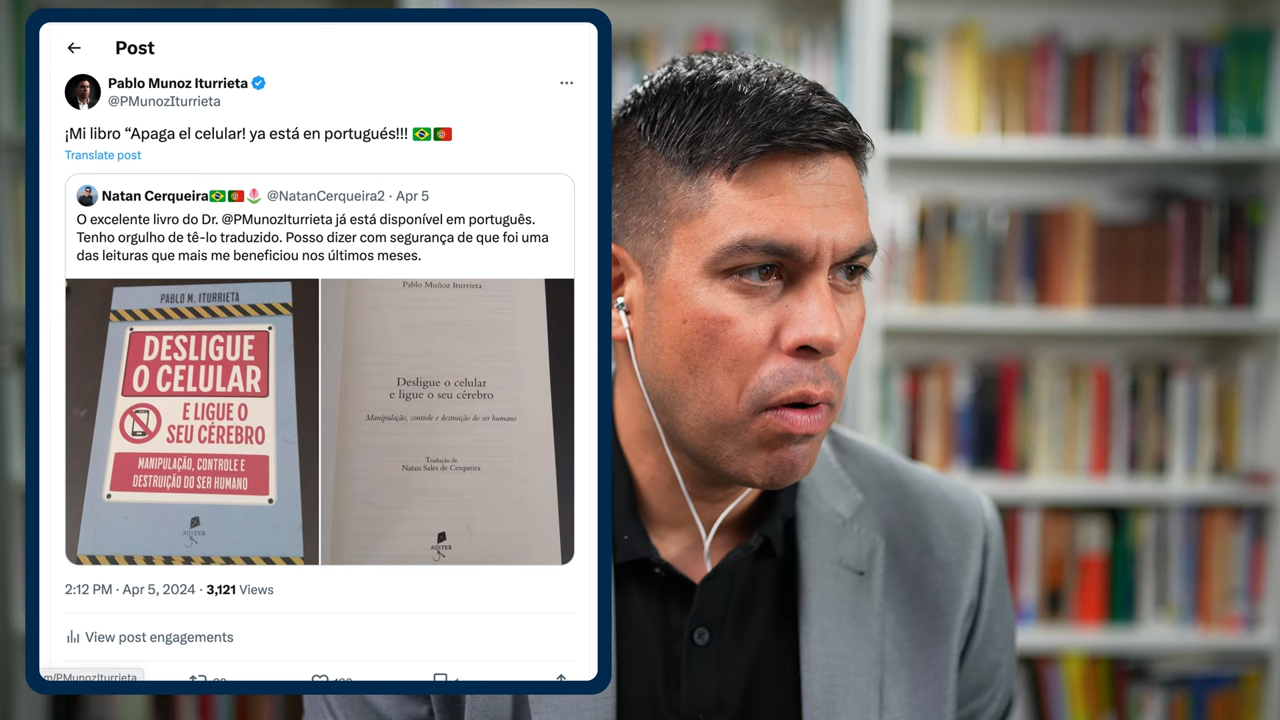 Post
Pablo Munoz Iturrieta
@PMunozIturrieta
¡Mi libro “Apaga el celular! ya está en portugués!!!
Translate post
Natan Cerqueira @NatanCerqueira2 · Apr 5
O excelente livro do Dr. @PMunozIturrieta já está disponível em português.
Tenho orgulho de tê-lo traduzido. Posso dizer com segurança de que foi uma
das leituras que mais me beneficiou nos últimos meses.
PABLO M. ITURRIETA
DESLIGUE
O CELULAR
E LIGUE O
SEU CÉREBRO
MANIPULAÇÃO, CONTROLE E
DESTRUIÇÃO DO SER HUMANO
AUSTER
Pablo Muñoz Iturrieta
Desligue o celular
e ligue o seu cérebro
Manipulação, controle e destruição do ser humano
Tradução de
Natan Sales de Cerqueira
AUSTER
2:12 PM · Apr 5, 2024 · 3,121 Views
View post engagements
m/PMunozIturrieta